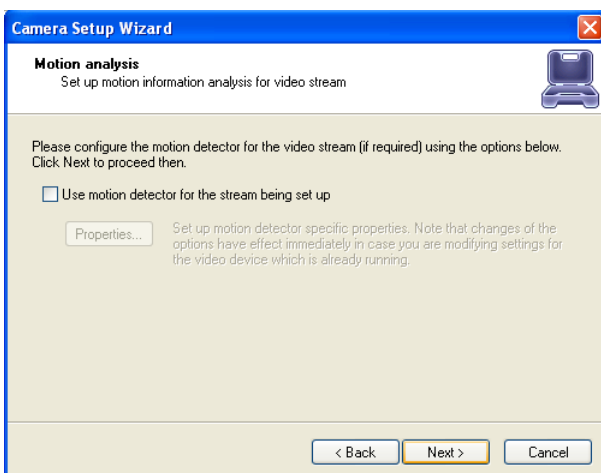 Camera Setup Wizard
Motion analysis
Set up motion information analysis for video stream
Please configure the motion detector for the video stream (if required) using the options below.
Click Next to proceed then.
Use motion detector for the stream being set up
Properties...
Set up motion detector specific properties. Note that changes of the
options have effect immediately in case you are modifying settings for
the video device which is already running.
< Back
Next >
Cancel